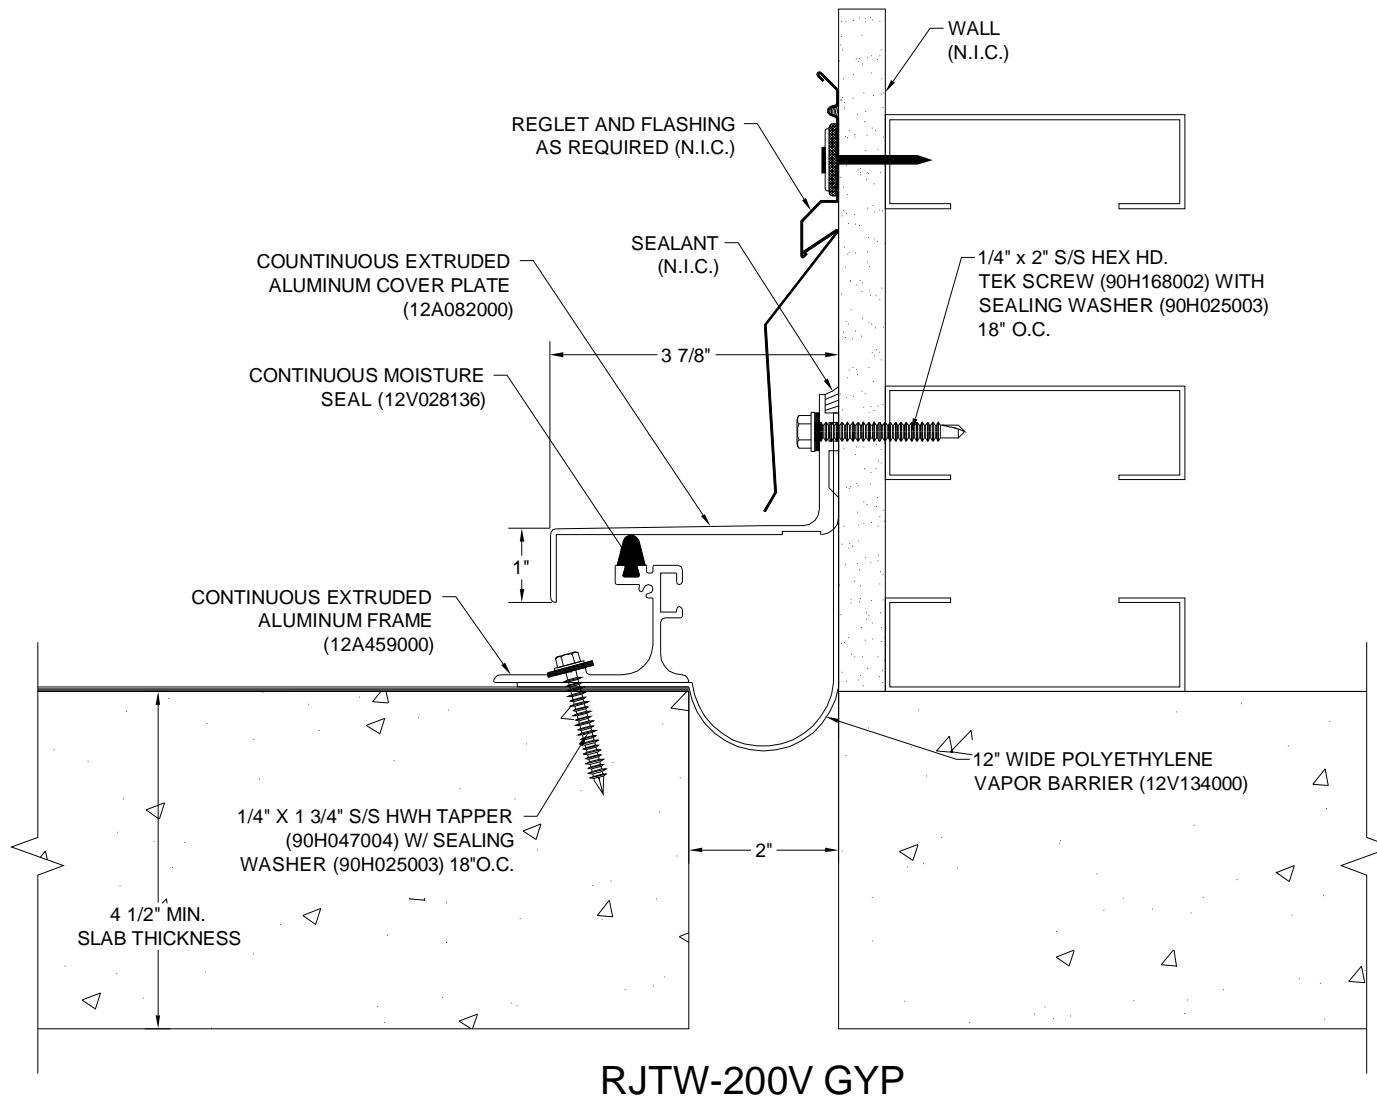 WALL
(N.I.C.)
REGLET AND FLASHING
AS REQUIRED (N.I.C.)
SEALANT
(N.I.C.)
COUNTINUOUS EXTRUDED
ALUMINUM COVER PLATE
(12A082000)
1/4" x 2" S/S HEX HD.
TEK SCREW (90H168002) WITH
SEALING WASHER (90H025003)
18" O.C.
3 7/8"
CONTINUOUS MOISTURE
SEAL (12V028136)
1"
CONTINUOUS EXTRUDED
ALUMINUM FRAME
(12A459000)
12" WIDE POLYETHYLENE
VAPOR BARRIER (12V134000)
1/4" X 1 3/4" S/S HWH TAPPER
(90H047004) W/ SEALING
WASHER (90H025003) 18"O.C.
2"
4 1/2" MIN.
SLAB THICKNESS
RJTW-200V GYP